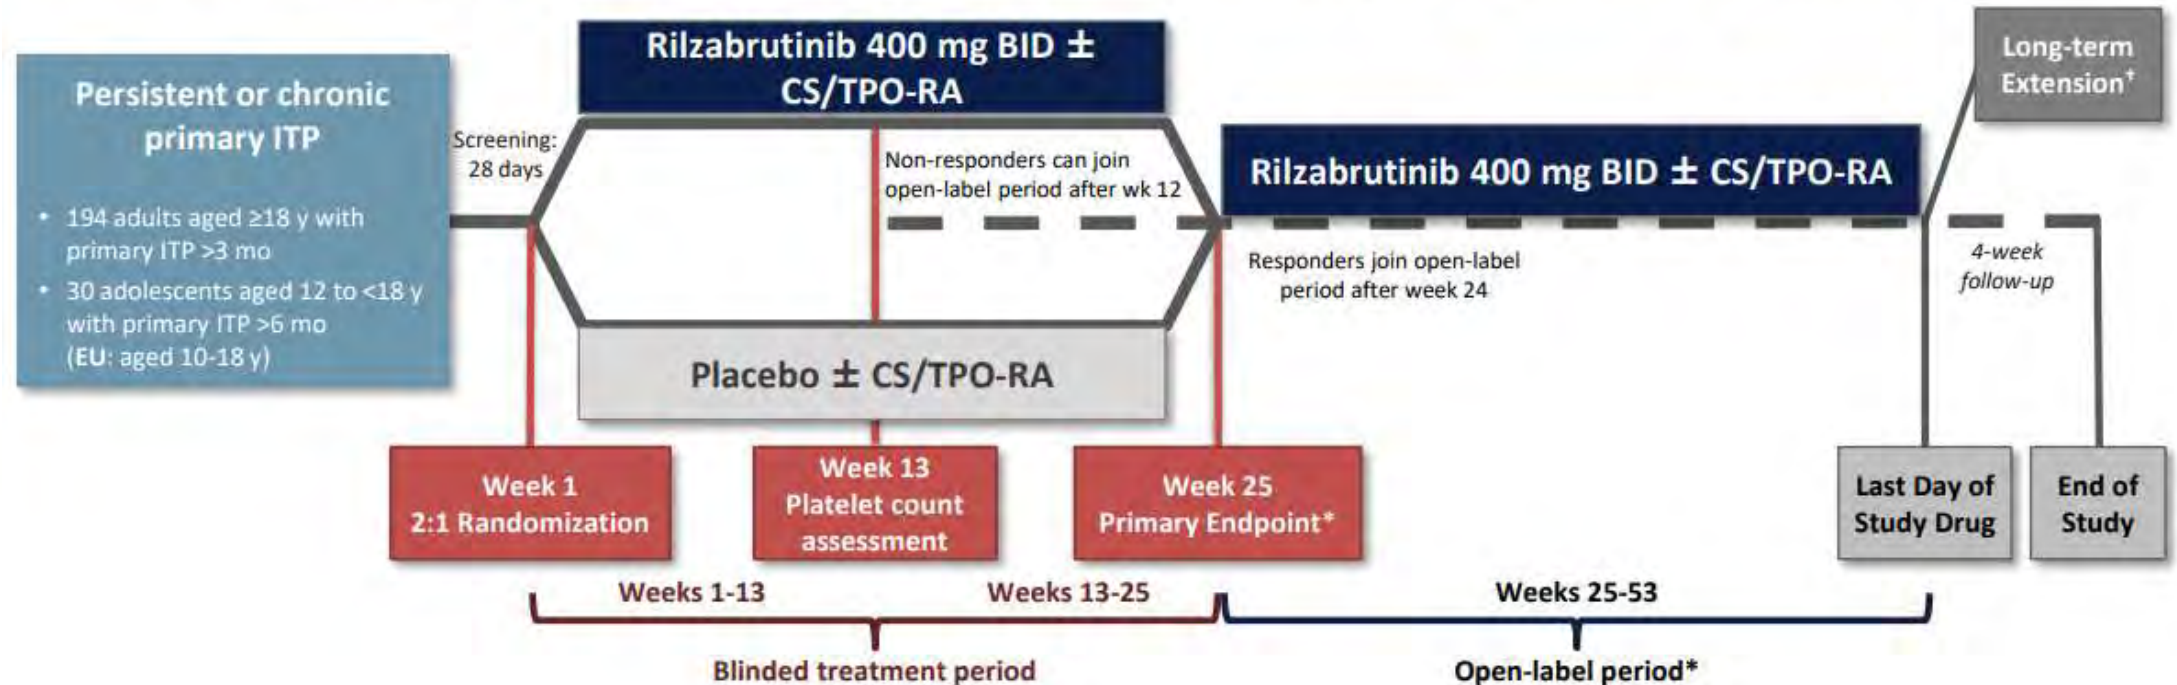 Persistent or chronic
primary ITP
• 194 adults aged ≥18 y with
primary ITP >3 mo
• 30 adolescents aged 12 to <18 y
with primary ITP >6 mo
(EU: aged 10-18 y)
Screening:
28 days
Rilzabrutinib 400 mg BID ±
CS/TPO-RA
Non-responders can join
open-label period after wk 12
Placebo ± CS/TPO-RA
Rilzabrutinib 400 mg BID ± CS/TPO-RA
Responders join open-label
period after week 24
Long-term
Extension†
4-week
follow-up
Week 1
2:1 Randomization
Week 13
Platelet count
assessment
Week 25
Primary Endpoint*
Last Day of
Study Drug
End of
Study
Weeks 1-13
Weeks 13-25
Weeks 25-53
Blinded treatment period
Open-label period*